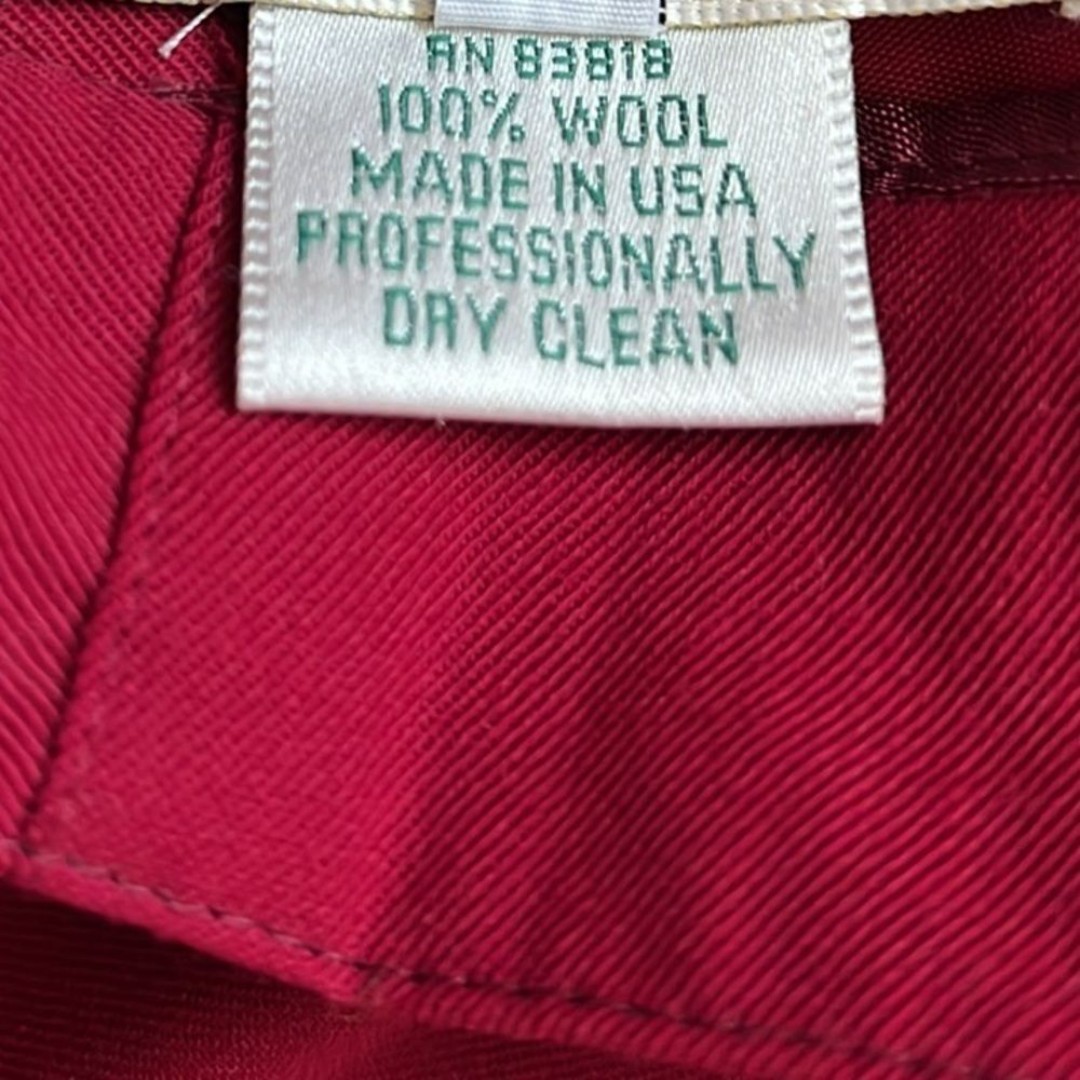 RN 83818
100% WOOL
MADE IN USA
PROFESSIONALLY
DRY CLEAN